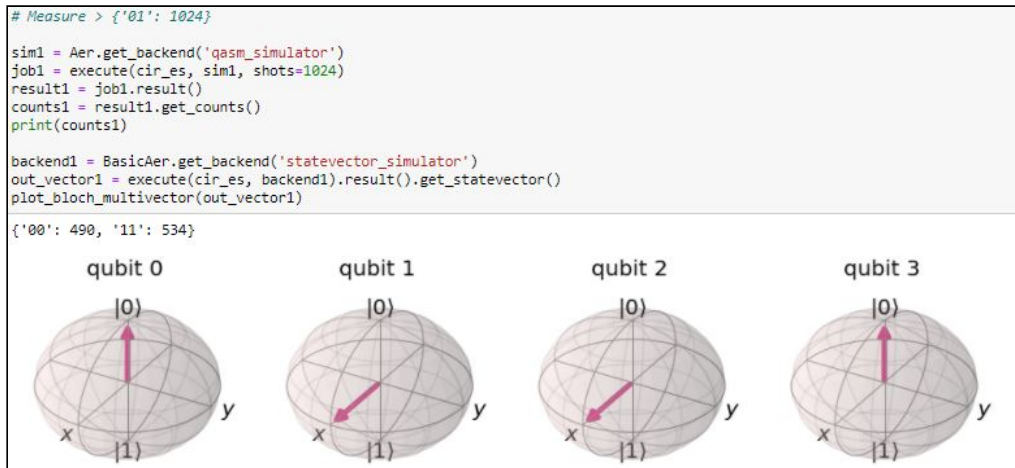 # Measure > {'01': 1024}
sim1 = Aer.get_backend('qasm_simulator')
job1 = execute(cir_es, sim1, shots=1024)
result1 = job1.result()
counts1 = result1.get_counts()
print(counts1)
backend1 = BasicAer.get_backend('statevector_simulator')
out_vector1 = execute(cir_es, backend1).result().get_statevector()
plot_bloch_multivector(out_vector1)
{'00': 490, '11': 534}
qubit 0 qubit 1 qubit 2 qubit 3
|0⟩ |0⟩ |0⟩ |0⟩
y y y y
x x x x
|1⟩ |1⟩ |1⟩ |1⟩